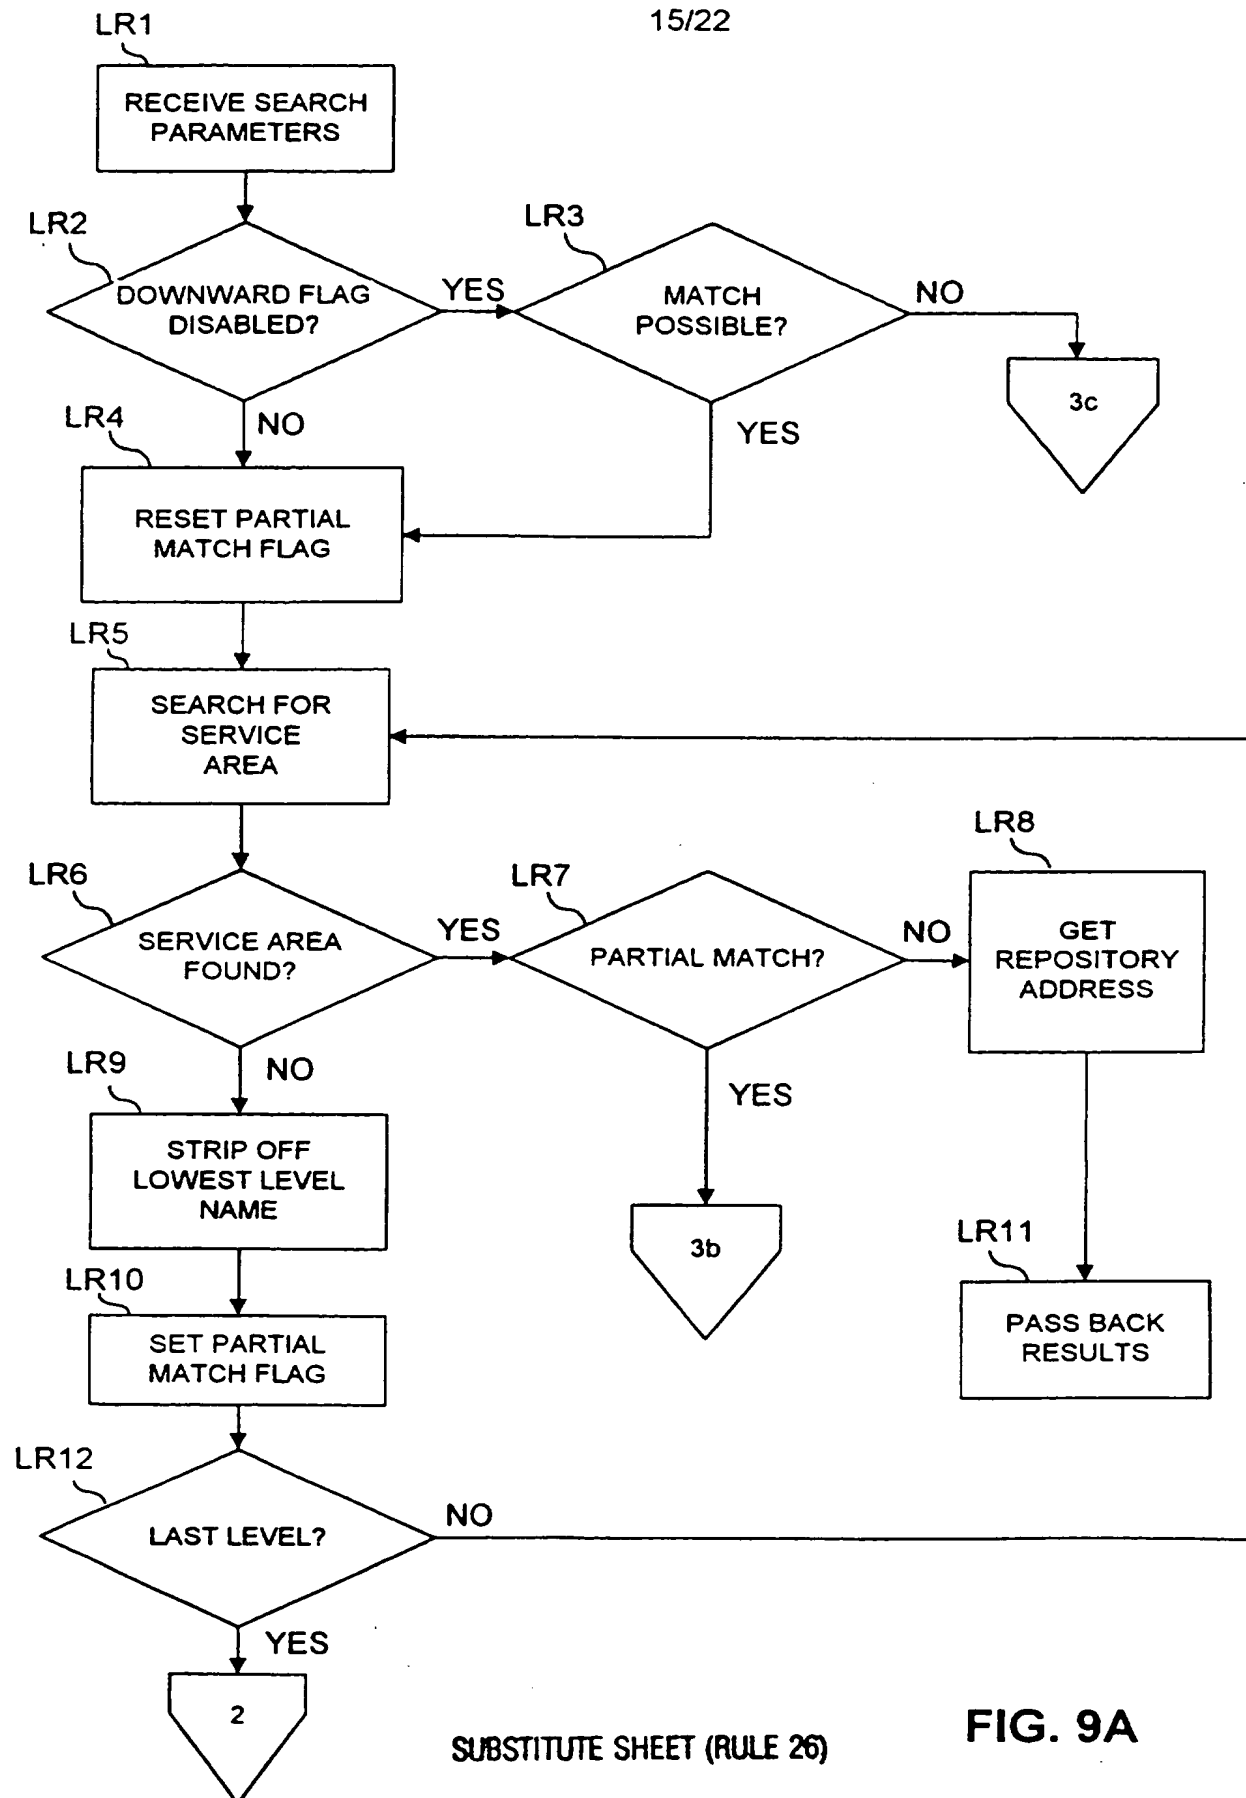 15/22
LR1
RECEIVE SEARCH
PARAMETERS
LR2
DOWNWARD FLAG
DISABLED?
YES
LR3
MATCH
POSSIBLE?
NO
3c
NO
YES
LR4
RESET PARTIAL
MATCH FLAG
LR5
SEARCH FOR
SERVICE
AREA
LR6
SERVICE AREA
FOUND?
YES
LR7
PARTIAL MATCH?
NO
LR8
GET
REPOSITORY
ADDRESS
NO
YES
LR9
STRIP OFF
LOWEST LEVEL
NAME
3b
LR11
PASS BACK
RESULTS
LR10
SET PARTIAL
MATCH FLAG
LR12
LAST LEVEL?
NO
YES
2
SUBSTITUTE SHEET (RULE 26)
FIG. 9A